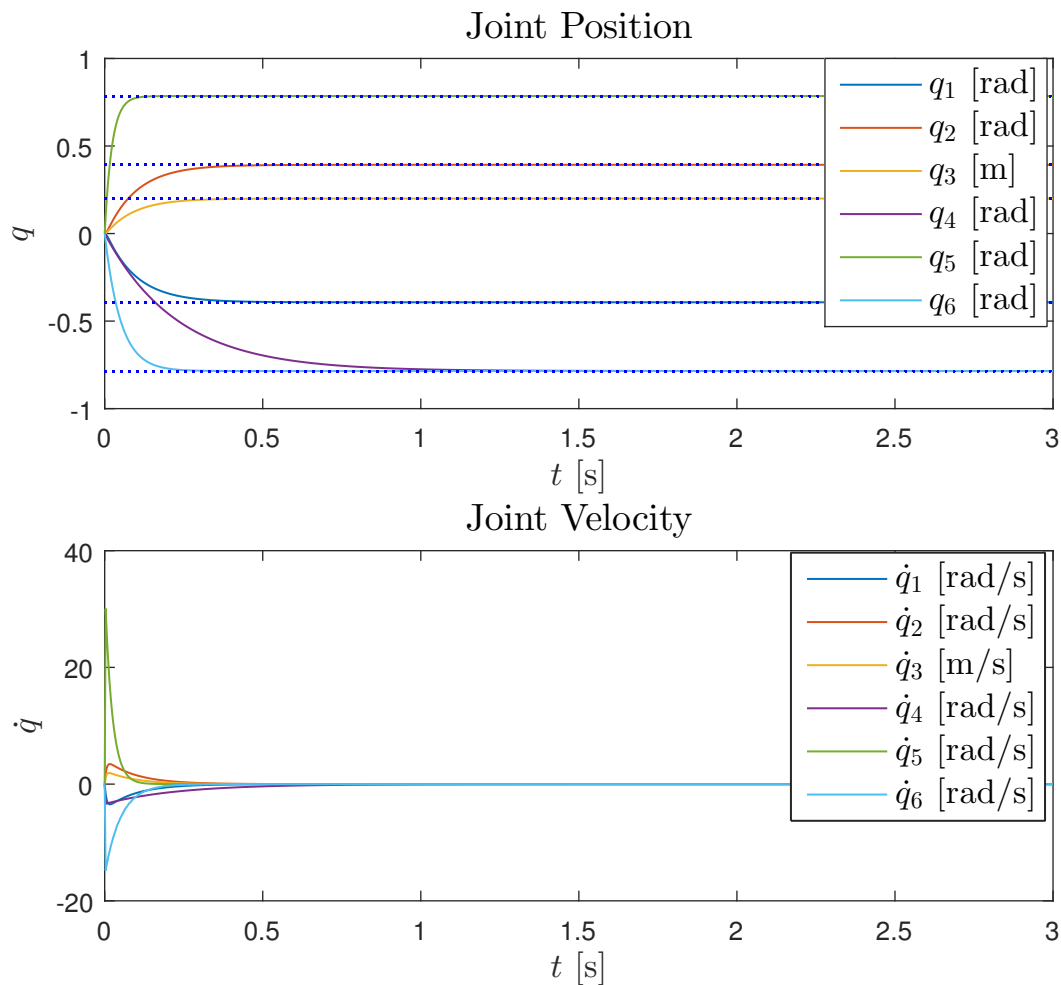 Joint Position
1
0.5
0
-0.5
-1
q
0 0.5 1 1.5 2 2.5 3
t [s]
q₁ [rad]
q₂ [rad]
q₃ [m]
q₄ [rad]
q₅ [rad]
q₆ [rad]
Joint Velocity
40
20
0
-20
q̇
0 0.5 1 1.5 2 2.5 3
t [s]
q̇₁ [rad/s]
q̇₂ [rad/s]
q̇₃ [m/s]
q̇₄ [rad/s]
q̇₅ [rad/s]
q̇₆ [rad/s]